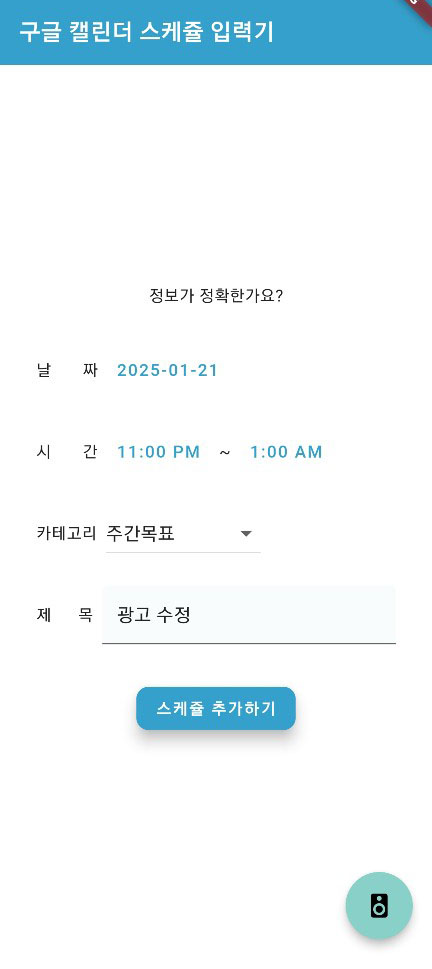 구글 캘린더 스케쥴 입력기
정보가 정확한가요?
날 짜 2025-01-21
시 간 11:00 PM ~ 1:00 AM
카테고리 주간목표
제 목 광고 수정
스케쥴 추가하기